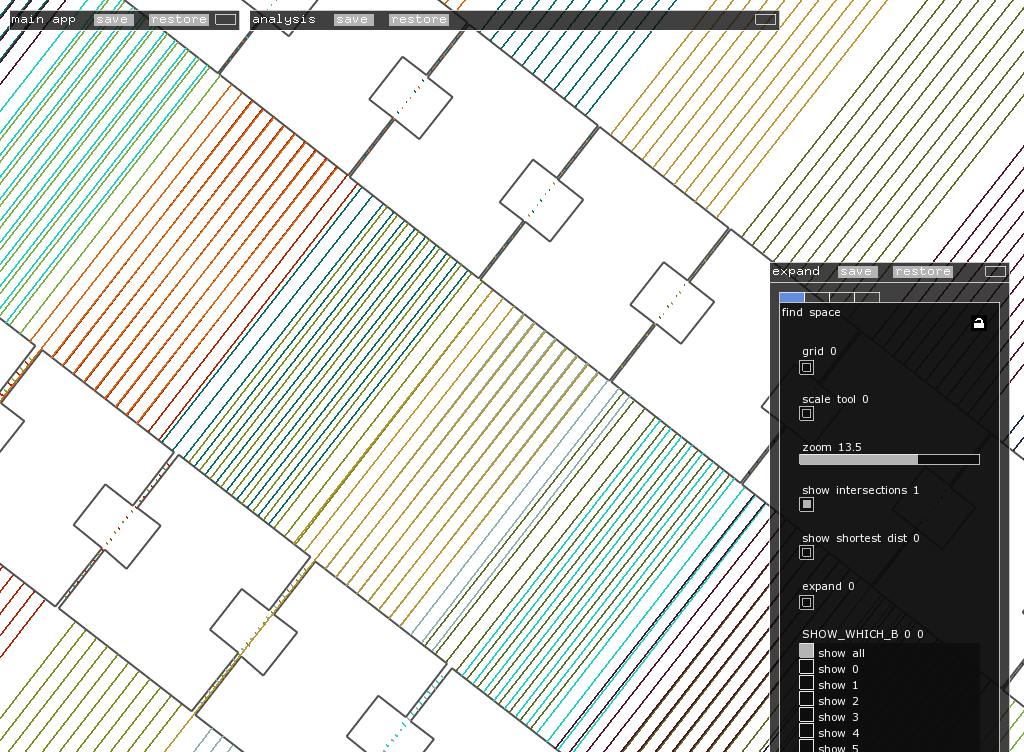 main app save restore
analysis save restore
expand save restore
find space
grid 0
scale tool 0
zoom 13.5
show intersections 1
show shortest dist 0
expand 0
SHOW_WHICH_B 0 0
show all
show 0
show 1
show 2
show 3
show 4
show 5